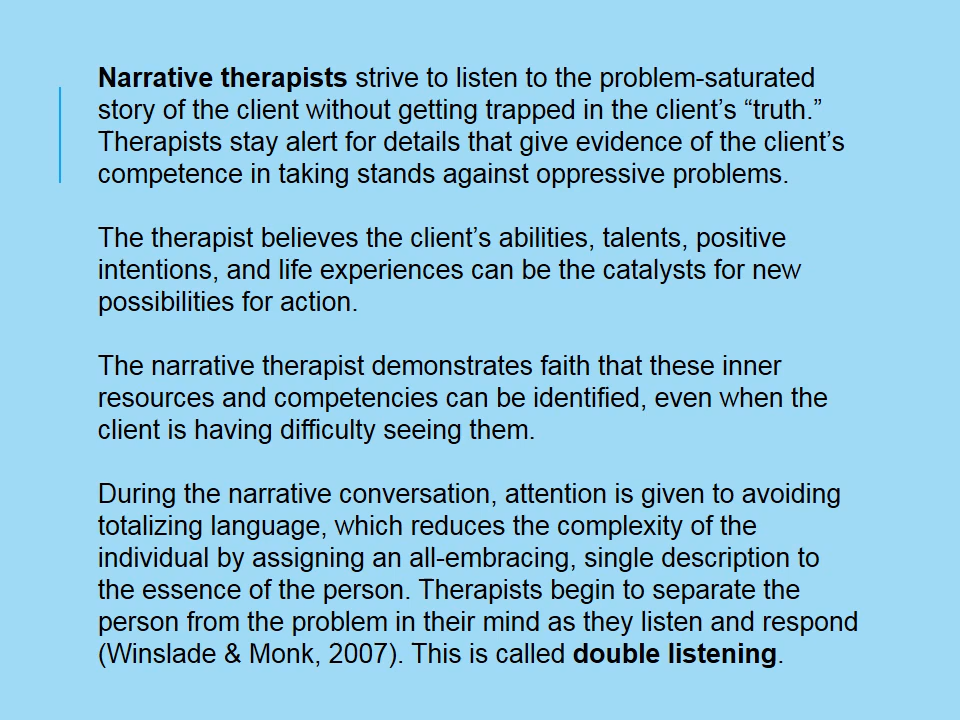 Narrative therapists strive to listen to the problem-saturated
story of the client without getting trapped in the client’s “truth.”
Therapists stay alert for details that give evidence of the client’s
competence in taking stands against oppressive problems.
The therapist believes the client’s abilities, talents, positive
intentions, and life experiences can be the catalysts for new
possibilities for action.
The narrative therapist demonstrates faith that these inner
resources and competencies can be identified, even when the
client is having difficulty seeing them.
During the narrative conversation, attention is given to avoiding
totalizing language, which reduces the complexity of the
individual by assigning an all-embracing, single description to
the essence of the person. Therapists begin to separate the
person from the problem in their mind as they listen and respond
(Winslade & Monk, 2007). This is called double listening.